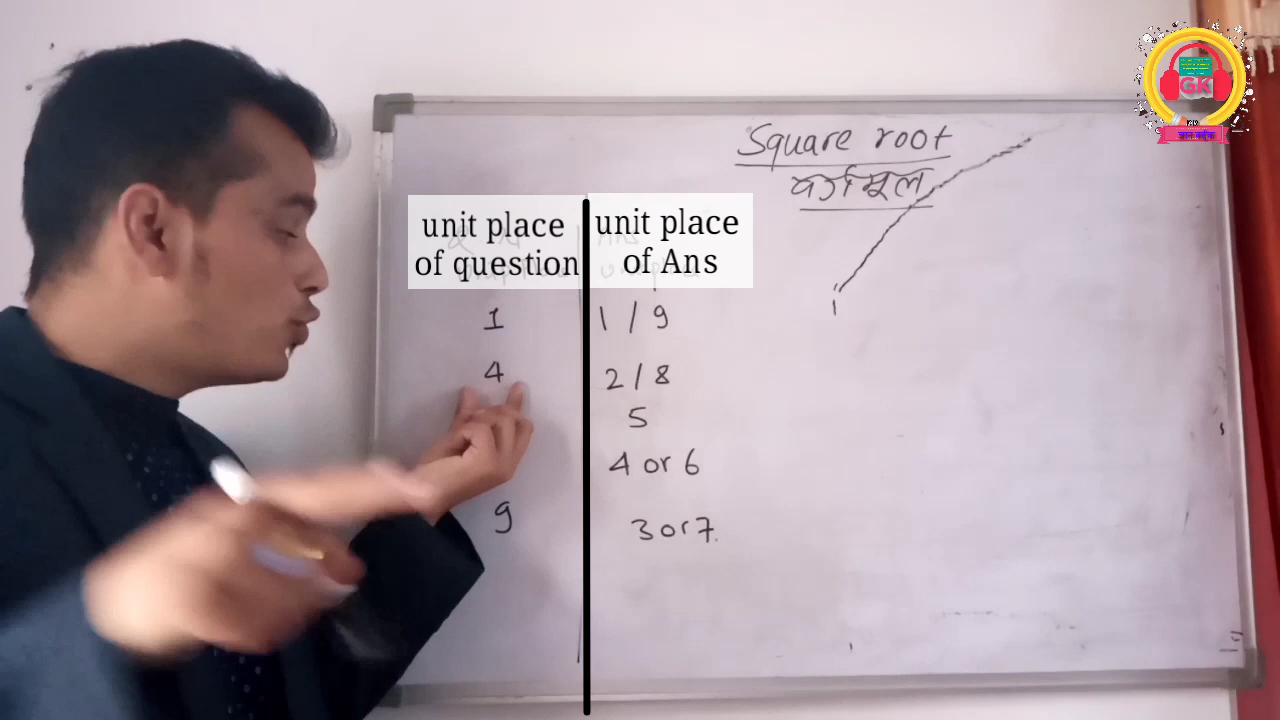 GK
Square root
वर्गमूल
unit place
of question
unit place
of Ans
1
1 / 9
4
2 / 8
5
4 or 6
9
3 or 7.